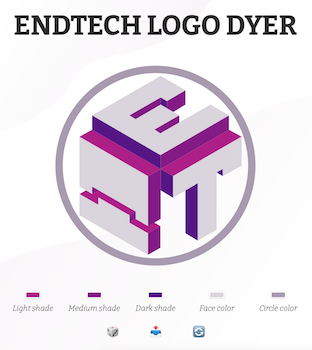 ENDTECH LOGO DYER
E
T
Light shade Medium shade Dark shade Face color Circle color